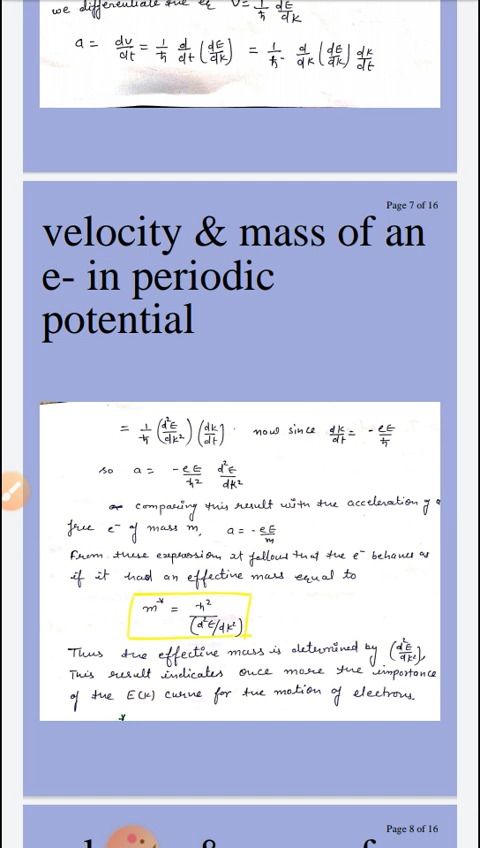 we differentiate the eq V = 1/ħ dE/dk
a = dv/dt = 1/ħ d/dt (dE/dk) = 1/ħ d/dk (dE/dk) dk/dt
Page 7 of 16
velocity & mass of an
e- in periodic
potential
= 1/ħ (d²E/dk²) (dk/dt) . now since dk/dt = -eE/ħ
so a = -eE/ħ² d²E/dk²
comparing this result with the acceleration of a
free e⁻ of mass m, a = -eE/m
From these expression it follows that the e⁻ behaves as
if it had an effective mass equal to
m* = ħ²/(d²E/dk²)
Thus the effective mass is determined by (d²E/dk²),
This result indicates once more the importance
of the E(k) curve for the motion of electrons.
Page 8 of 16